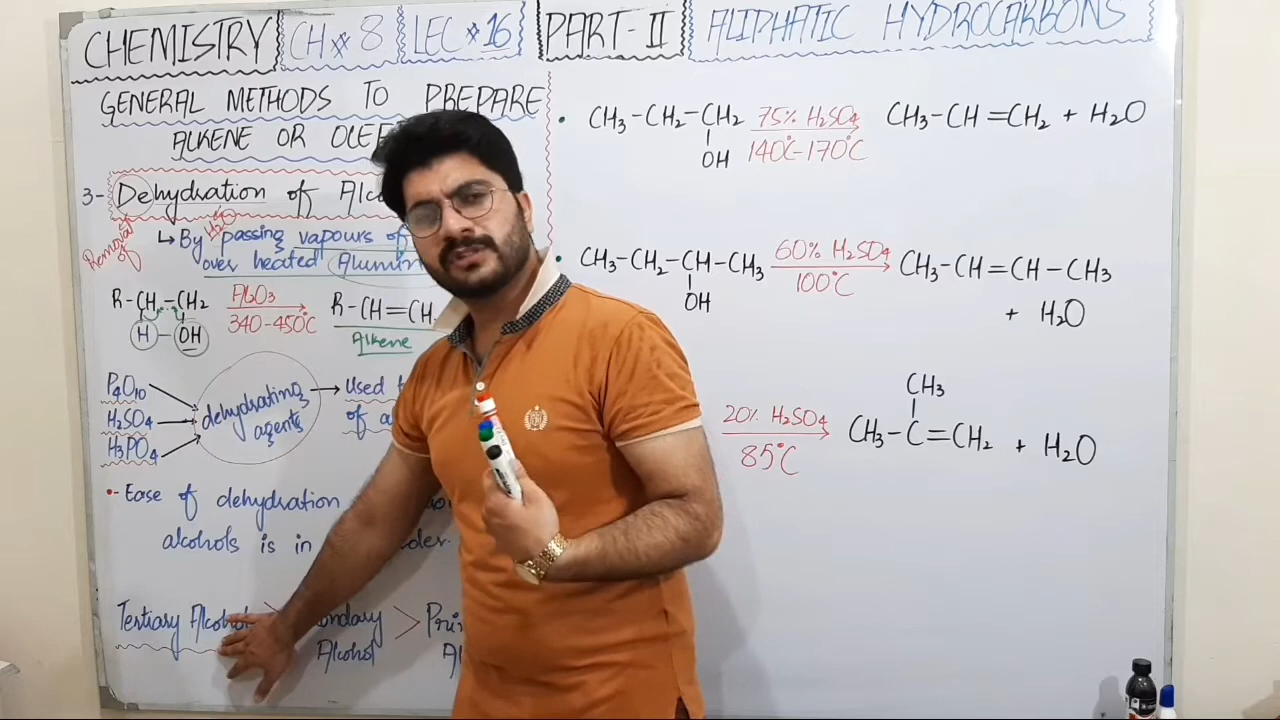 CHEMISTRY CH * 8 LEC * 16 PART-II ALIPHATIC HYDROCARBONS
GENERAL METHODS TO PREPARE
ALKENE OR
3- Dehydration of
H₂O
Removal of
↳ By passing vapours of
over heated
R-CH₂-CH₂ Al₂O₃ R-CH=CH
340-450°C
H OH
Alkene
P₄O₁₀
H₂SO₄
H₃PO₄
dehydrating
agents
→ Used
of
•- Ease of dehydration
alcohols is in
Tertiary Alcohol > >
Alcohol
• CH₃-CH₂-CH₂ 75% H₂SO₄ CH₃-CH=CH₂ + H₂O
OH 140°C-170°C
• CH₃-CH₂-CH-CH₃ 60% H₂SO₄ CH₃-CH=CH-CH₃
OH 100°C + H₂O
CH₃
20% H₂SO₄ CH₃-C=CH₂ + H₂O
85°C